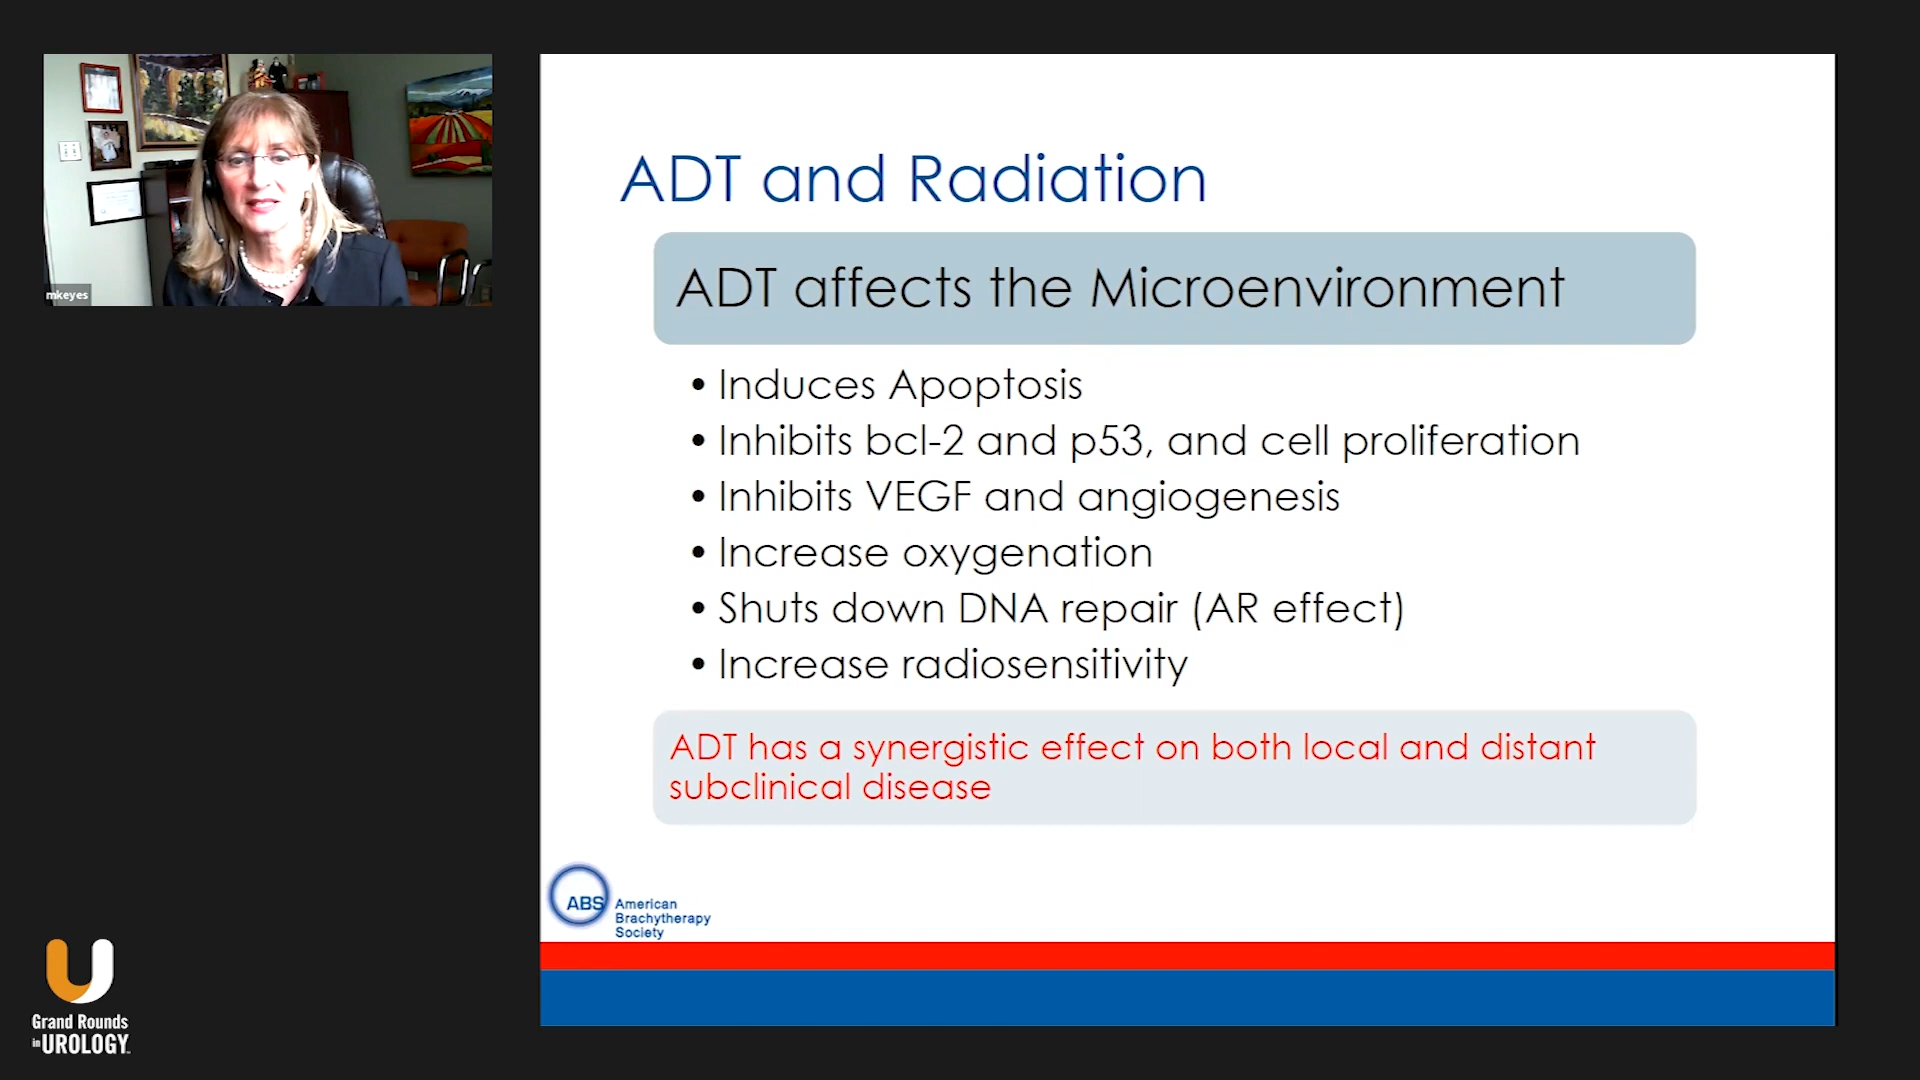 mkeyes
ADT and Radiation
ADT affects the Microenvironment
• Induces Apoptosis
• Inhibits bcl-2 and p53, and cell proliferation
• Inhibits VEGF and angiogenesis
• Increase oxygenation
• Shuts down DNA repair (AR effect)
• Increase radiosensitivity
ADT has a synergistic effect on both local and distant
subclinical disease
ABS
American
Brachytherapy
Society
U
Grand Rounds
in UROLOGY